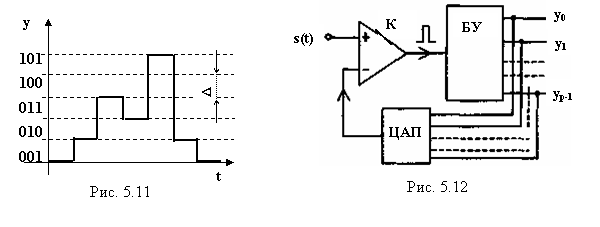 y
101
100
011
010
001
Δ
t
Рис. 5.11
s(t)
К
+
−
БУ
ЦАП
y0
y1
yp-1
Рис. 5.12